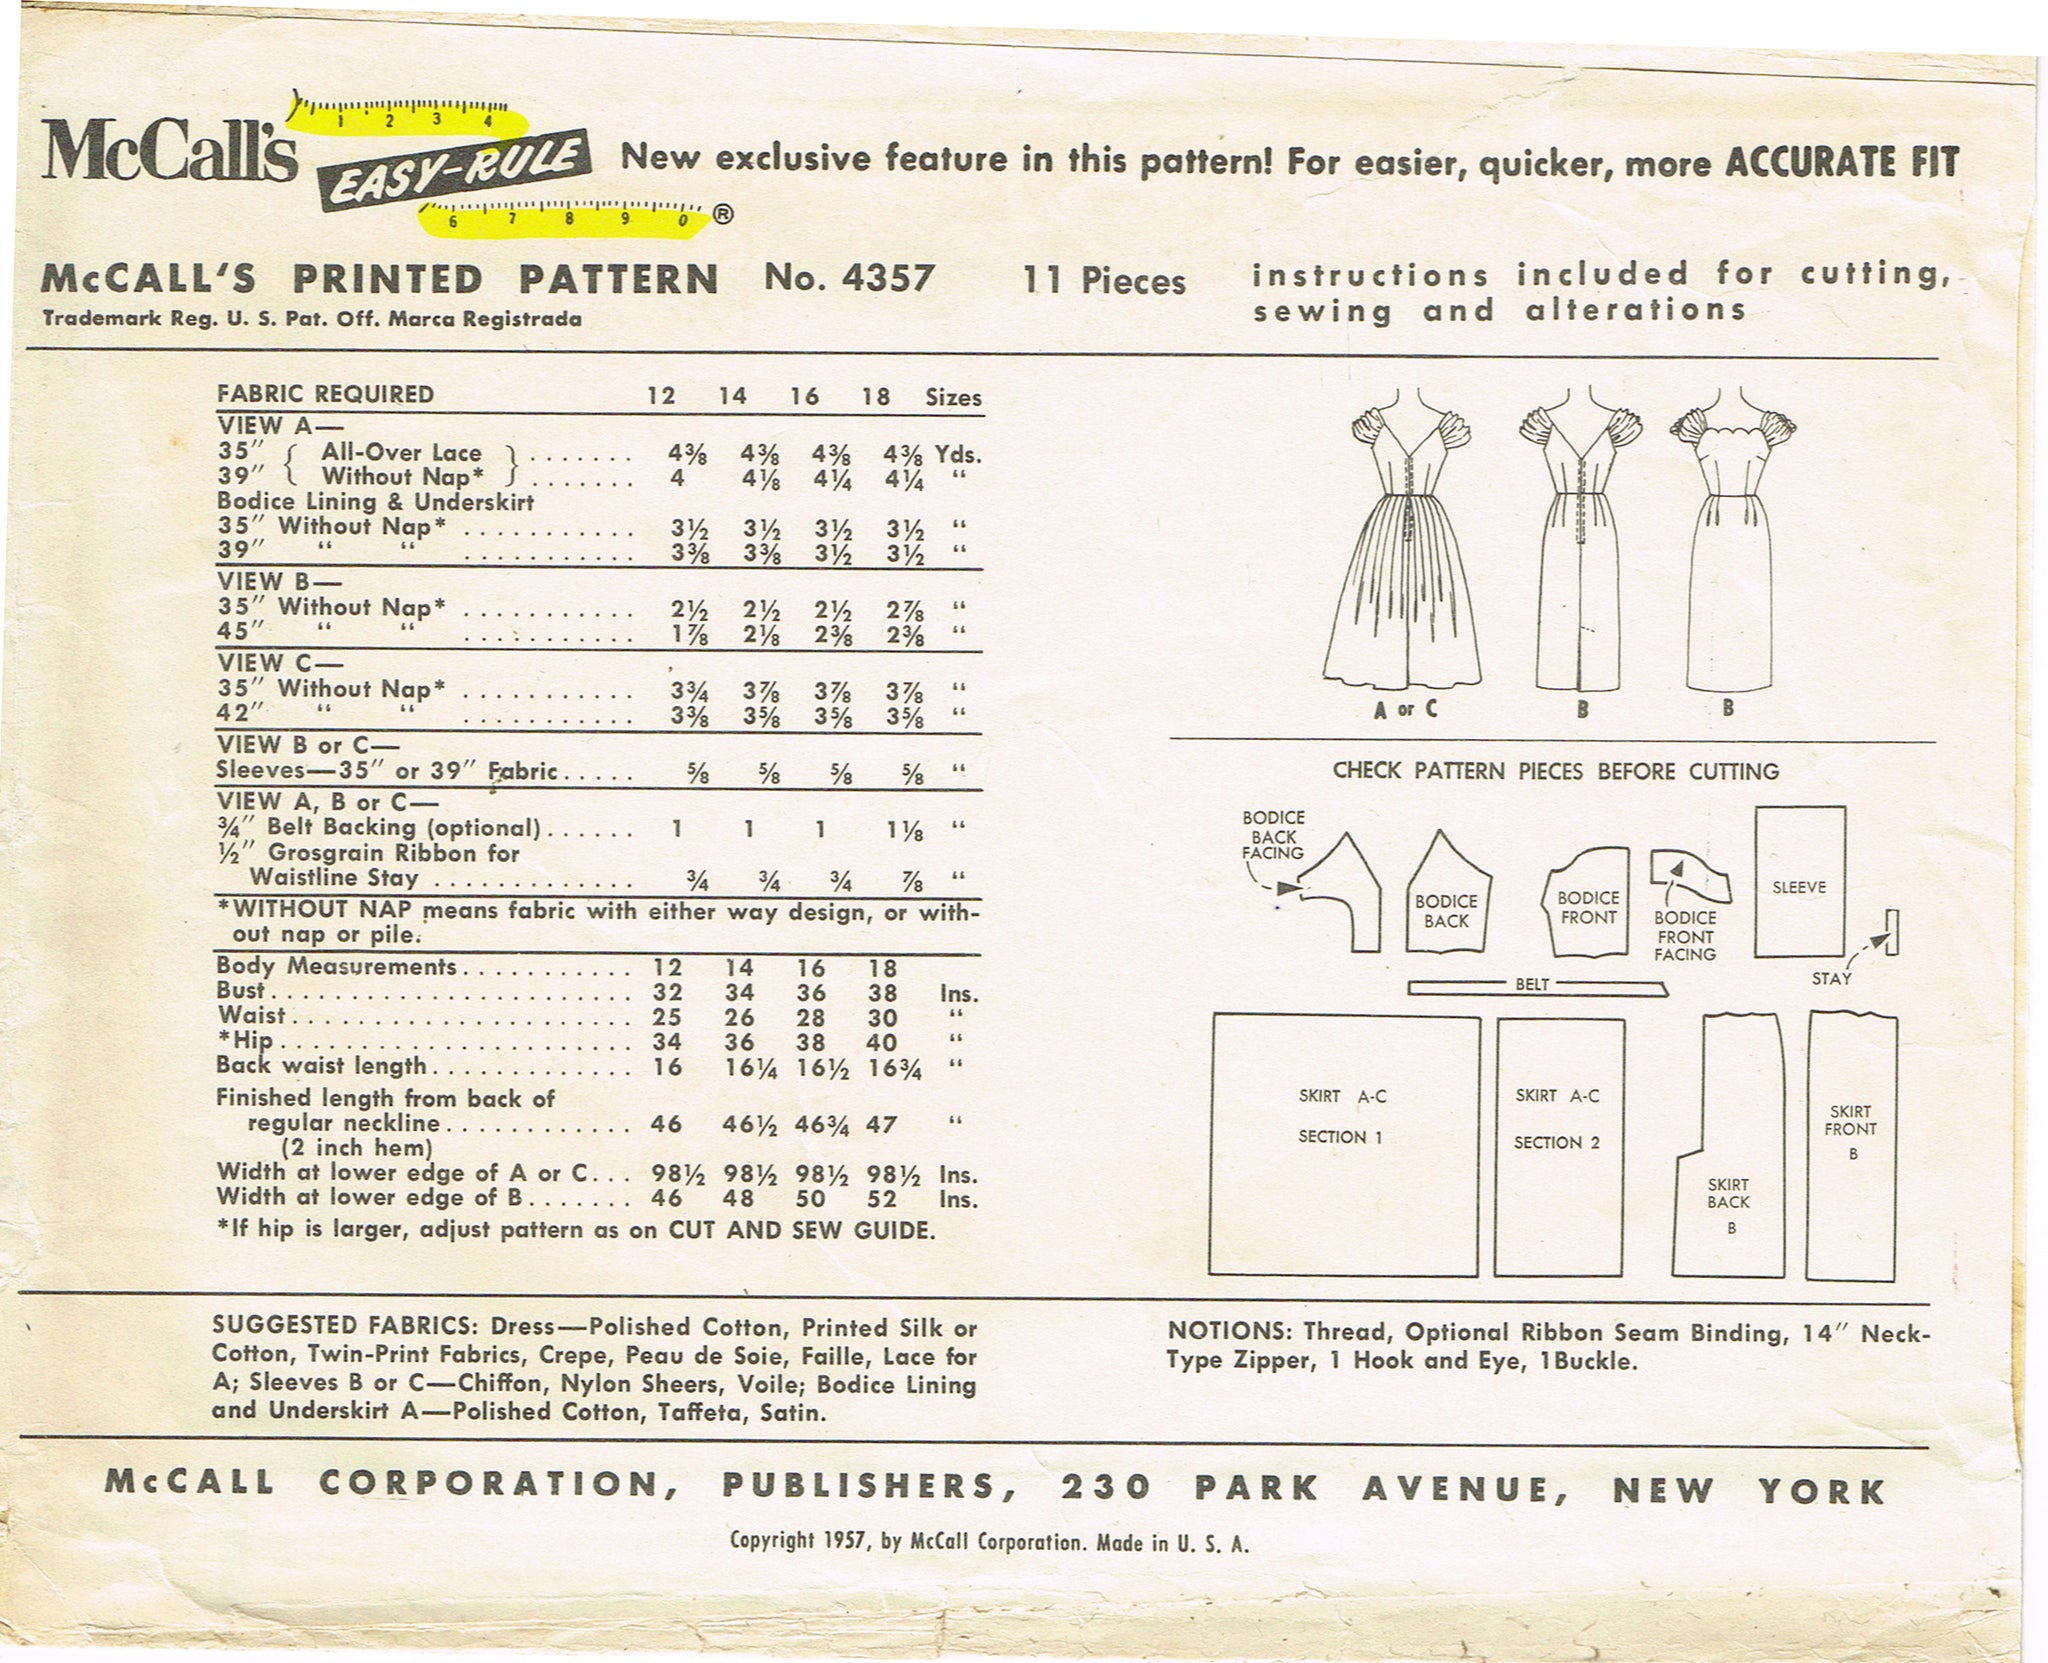 McCall's
1 2 3 4
EASY-RULE
6 7 8 9 0 ®
New exclusive feature in this pattern! For easier, quicker, more ACCURATE FIT
McCALL'S PRINTED PATTERN No. 4357 11 Pieces
instructions included for cutting,
sewing and alterations
Trademark Reg. U. S. Pat. Off. Marca Registrada
FABRIC REQUIRED 12 14 16 18 Sizes
VIEW A—
35″ { All-Over Lace } ....... 4⅜ 4⅜ 4⅜ 4⅜ Yds.
39″ { Without Nap* } ....... 4 4⅛ 4¼ 4¼ “
Bodice Lining & Underskirt
35″ Without Nap* ........... 3½ 3½ 3½ 3½ “
39″ “ “ ........... 3⅜ 3⅜ 3½ 3½ “
VIEW B—
35″ Without Nap* ........... 2½ 2½ 2½ 2⅞ “
45″ “ “ ........... 1⅞ 2⅛ 2⅜ 2⅜ “
VIEW C—
35″ Without Nap* ........... 3¾ 3⅞ 3⅞ 3⅞ “
42″ “ “ ........... 3⅜ 3⅝ 3⅝ 3⅝ “
VIEW B or C—
Sleeves—35″ or 39″ Fabric..... ⅝ ⅝ ⅝ ⅝ “
VIEW A, B or C—
¾″ Belt Backing (optional)...... 1 1 1 1⅛ “
½″ Grosgrain Ribbon for
Waistline Stay ............. ¾ ¾ ¾ ⅞ “
*WITHOUT NAP means fabric with either way design, or with-
out nap or pile.
Body Measurements........... 12 14 16 18
Bust........................ 32 34 36 38 Ins.
Waist....................... 25 26 28 30 “
*Hip....................... 34 36 38 40 “
Back waist length............. 16 16¼ 16½ 16¾ “
Finished length from back of
regular neckline............ 46 46½ 46¾ 47 “
(2 inch hem)
Width at lower edge of A or C... 98½ 98½ 98½ 98½ Ins.
Width at lower edge of B....... 46 48 50 52 Ins.
*If hip is larger, adjust pattern as on CUT AND SEW GUIDE.
A or C B B
CHECK PATTERN PIECES BEFORE CUTTING
BODICE
BACK
FACING
BODICE
BACK
BODICE
FRONT
BODICE
FRONT
FACING
SLEEVE
STAY
BELT
SKIRT A-C
SECTION 1
SKIRT A-C
SECTION 2
SKIRT
BACK
B
SKIRT
FRONT
B
SUGGESTED FABRICS: Dress—Polished Cotton, Printed Silk or
Cotton, Twin-Print Fabrics, Crepe, Peau de Soie, Faille, Lace for
A; Sleeves B or C—Chiffon, Nylon Sheers, Voile; Bodice Lining
and Underskirt A—Polished Cotton, Taffeta, Satin.
NOTIONS: Thread, Optional Ribbon Seam Binding, 14″ Neck-
Type Zipper, 1 Hook and Eye, 1Buckle.
McCALL CORPORATION, PUBLISHERS, 230 PARK AVENUE, NEW YORK
Copyright 1957, by McCall Corporation. Made in U. S. A.